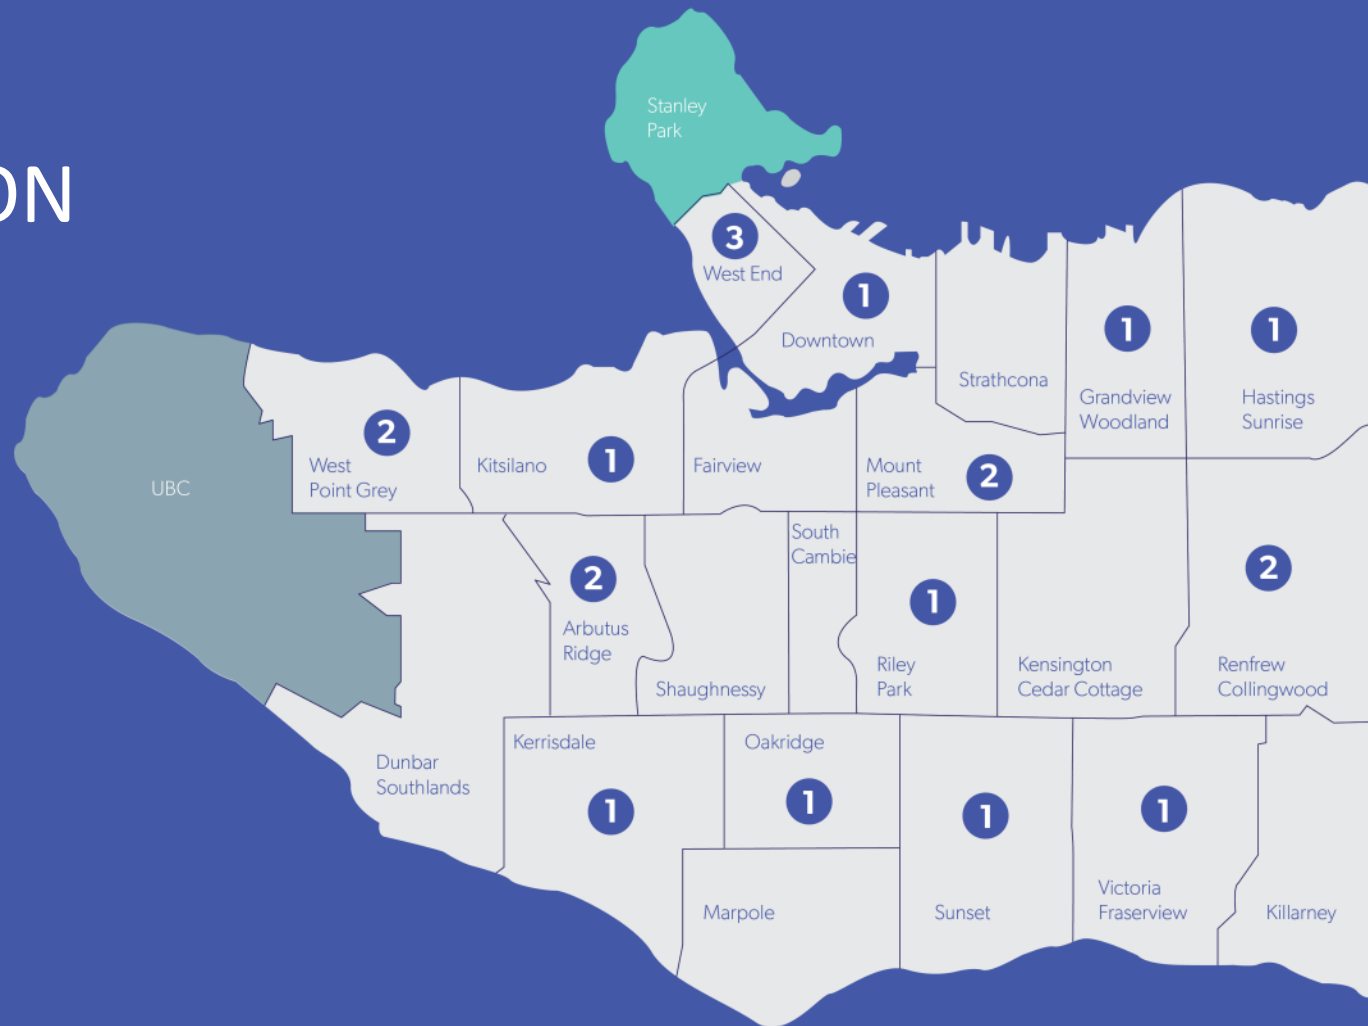 ON
Stanley
Park
3
West End
1
Downtown
Strathcona
1
Grandview
Woodland
1
Hastings
Sunrise
UBC
2
West
Point Grey
Kitsilano
1
Fairview
Mount
Pleasant
2
2
Arbutus
Ridge
Shaughnessy
South
Cambie
1
Riley
Park
Kensington
Cedar Cottage
2
Renfrew
Collingwood
Dunbar
Southlands
Kerrisdale
1
Oakridge
1
Marpole
1
Sunset
1
Victoria
Fraserview
Killarney